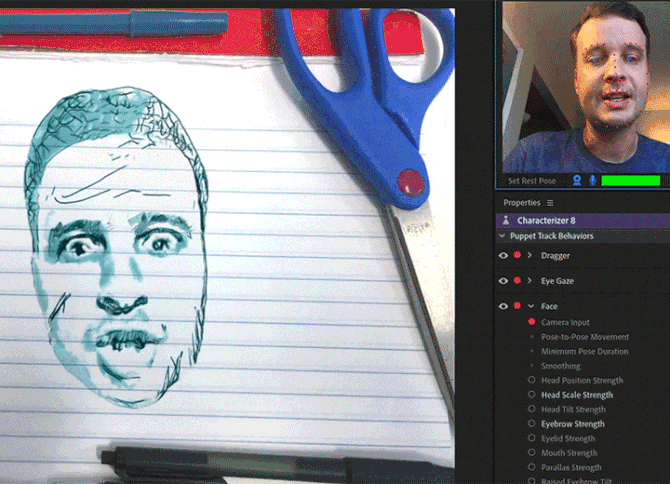 Set Rest Pose
Properties
Characterizer 8
Puppet Track Behaviors
Dragger
Eye Gaze
Face
Camera Input
Pose-to-Pose Movement
Minimum Pose Duration
Smoothing
Head Position Strength
Head Scale Strength
Head Tilt Strength
Eyebrow Strength
Eyelid Strength
Mouth Strength
Parallax Strength
Raised Eyebrow Tilt